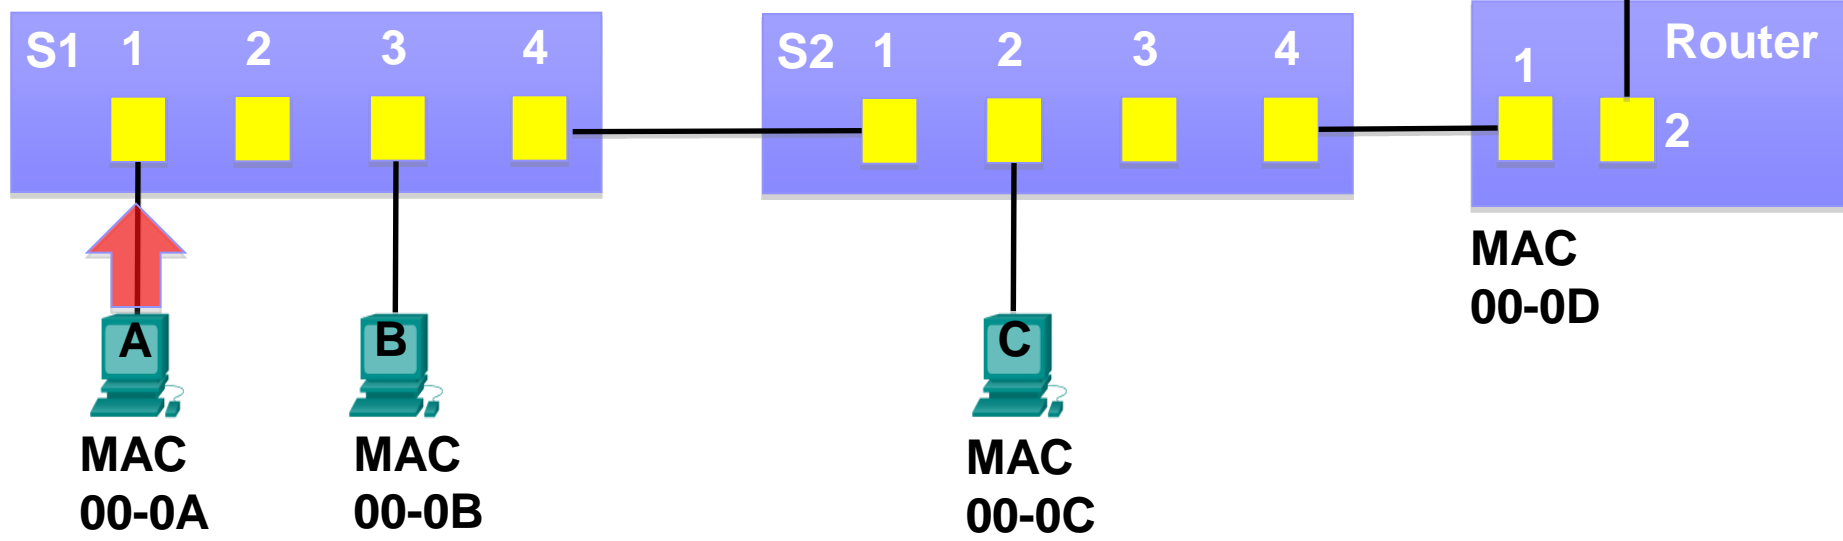 S1 1 2 3 4
S2 1 2 3 4
Router
1
2
MAC
00-0D
A
B
C
MAC
00-0A
MAC
00-0B
MAC
00-0C